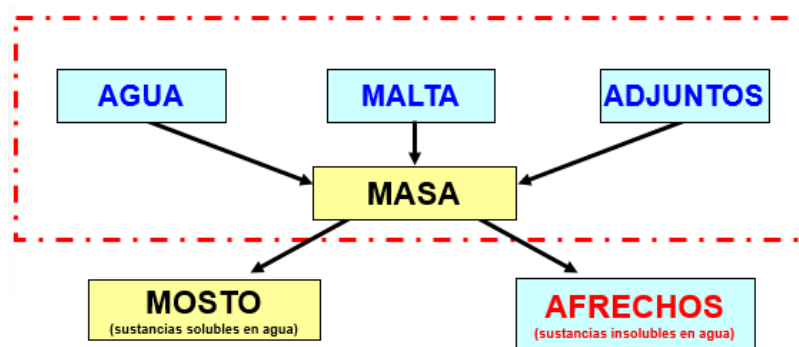 AGUA
MALTA
ADJUNTOS
MASA
MOSTO
(sustancias solubles en agua)
AFRECHOS
(sustancias insolubles en agua)